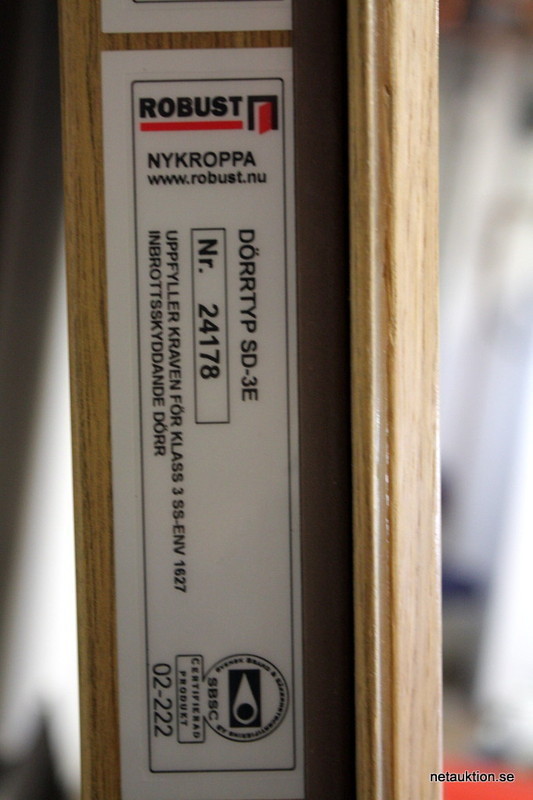 ROBUST
NYKROPPA
www.robust.nu
DÖRRTYP SD-3E
Nr. 24178
UPPFYLLER KRAVEN FÖR KLASS 3 SS-ENV 1627
INBROTTSSKYDDANDE DÖRR
SBSC
CERTIFIERAD
PRODUKT
02-222
netauktion.se